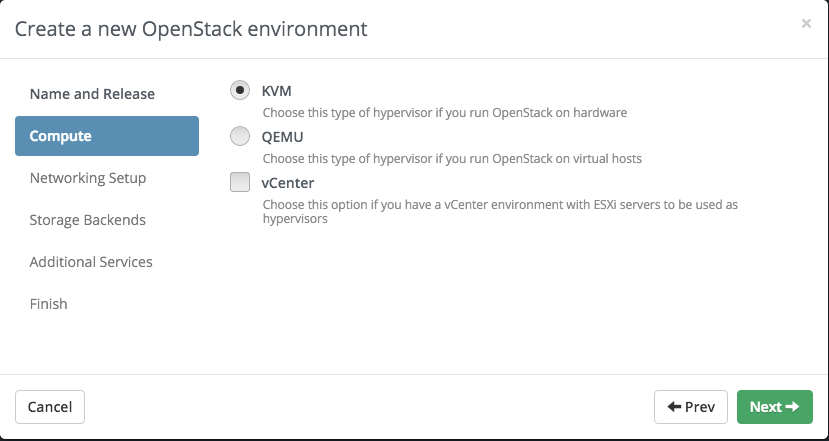 Create a new OpenStack environment
×
Name and Release
Compute
Networking Setup
Storage Backends
Additional Services
Finish
KVM
Choose this type of hypervisor if you run OpenStack on hardware
QEMU
Choose this type of hypervisor if you run OpenStack on virtual hosts
vCenter
Choose this option if you have a vCenter environment with ESXi servers to be used as
hypervisors
Cancel
Prev
Next